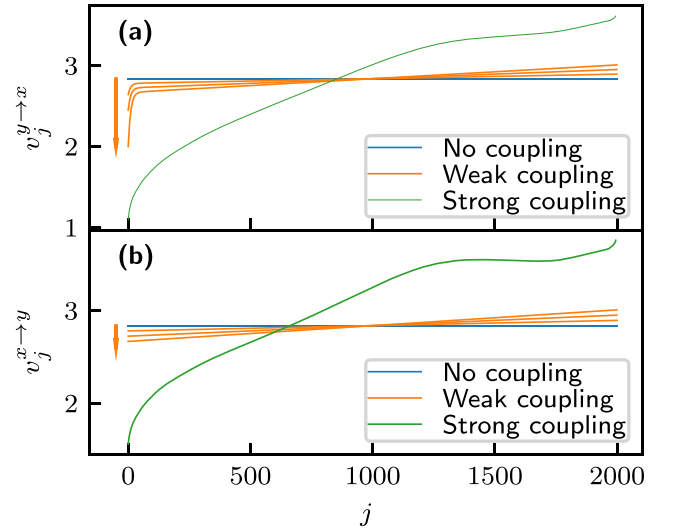 (a)
3
2
1
v_j^{y→x}
No coupling
Weak coupling
Strong coupling
(b)
3
2
v_j^{x→y}
No coupling
Weak coupling
Strong coupling
0 500 1000 1500 2000
j